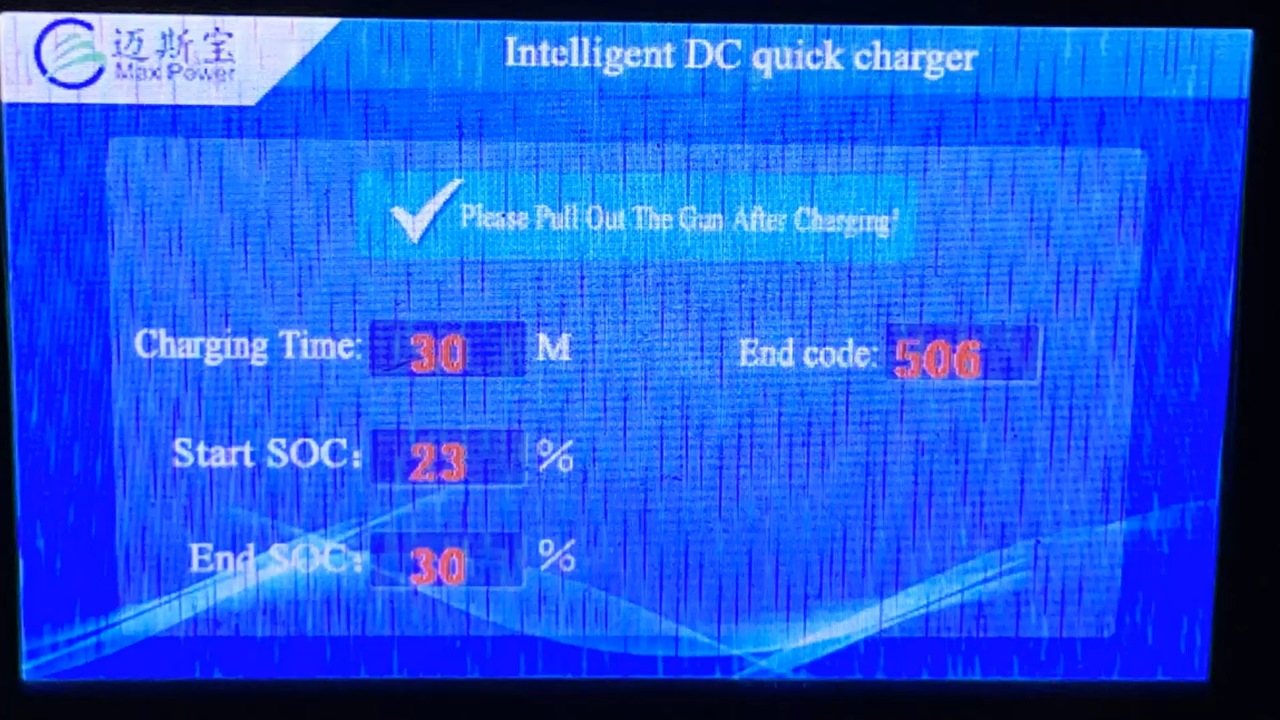 迈斯宝
Max Power
Intelligent DC quick charger
Please Pull Out The Gun After Charging!
Charging Time: 30 M
End code: 506
Start SOC: 23 %
End SOC: 30 %